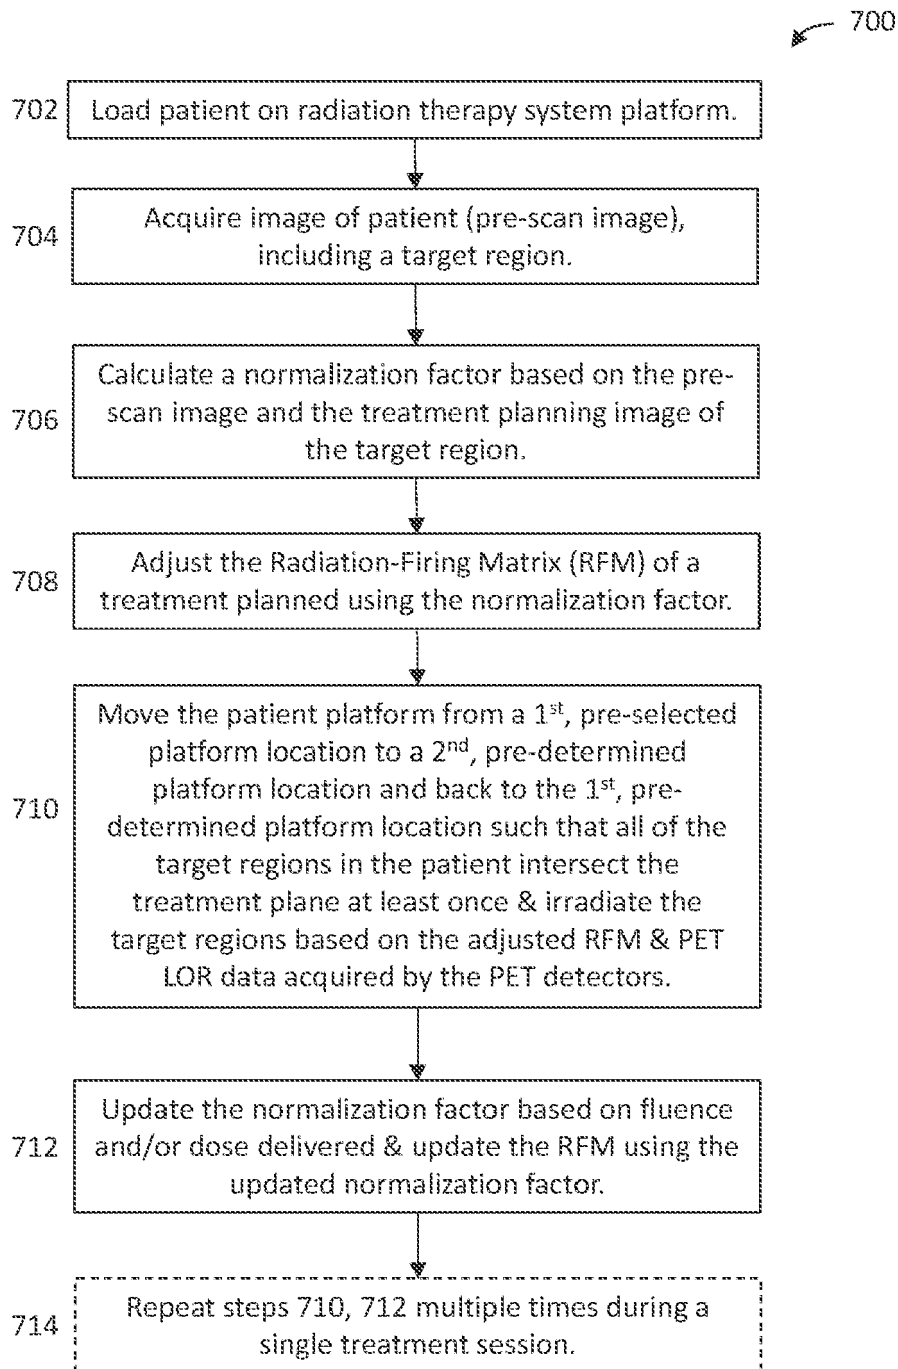 700
702
Load patient on radiation therapy system platform.
704
Acquire image of patient (pre-scan image),
including a target region.
706
Calculate a normalization factor based on the pre-
scan image and the treatment planning image of
the target region.
708
Adjust the Radiation-Firing Matrix (RFM) of a
treatment planned using the normalization factor.
710
Move the patient platform from a 1st, pre-selected
platform location to a 2nd, pre-determined
platform location and back to the 1st, pre-
determined platform location such that all of the
target regions in the patient intersect the
treatment plane at least once & irradiate the
target regions based on the adjusted RFM & PET
LOR data acquired by the PET detectors.
712
Update the normalization factor based on fluence
and/or dose delivered & update the RFM using the
updated normalization factor.
714
Repeat steps 710, 712 multiple times during a
single treatment session.